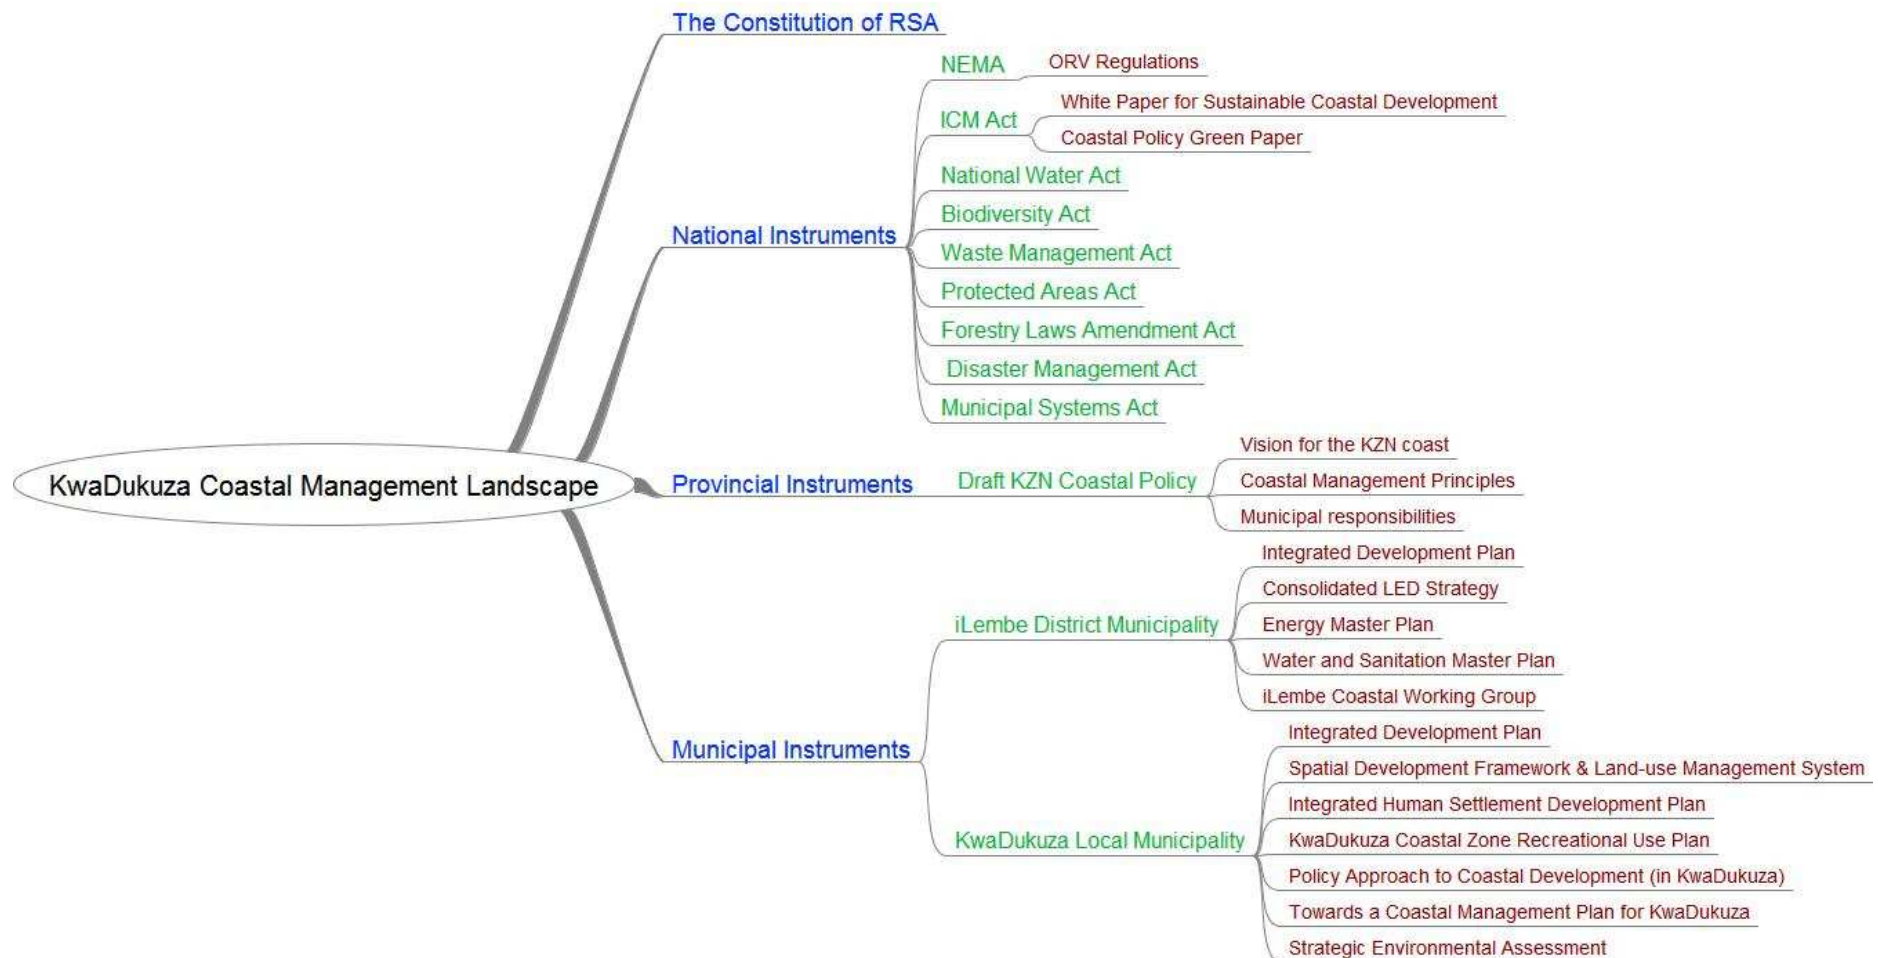 The Constitution of RSA
NEMA
ORV Regulations
White Paper for Sustainable Coastal Development
ICM Act
Coastal Policy Green Paper
National Water Act
Biodiversity Act
National Instruments
Waste Management Act
Protected Areas Act
Forestry Laws Amendment Act
Disaster Management Act
Municipal Systems Act
KwaDukuza Coastal Management Landscape
Provincial Instruments
Draft KZN Coastal Policy
Vision for the KZN coast
Coastal Management Principles
Municipal responsibilities
Municipal Instruments
iLembe District Municipality
Integrated Development Plan
Consolidated LED Strategy
Energy Master Plan
Water and Sanitation Master Plan
iLembe Coastal Working Group
KwaDukuza Local Municipality
Integrated Development Plan
Spatial Development Framework & Land-use Management System
Integrated Human Settlement Development Plan
KwaDukuza Coastal Zone Recreational Use Plan
Policy Approach to Coastal Development (in KwaDukuza)
Towards a Coastal Management Plan for KwaDukuza
Strategic Environmental Assessment